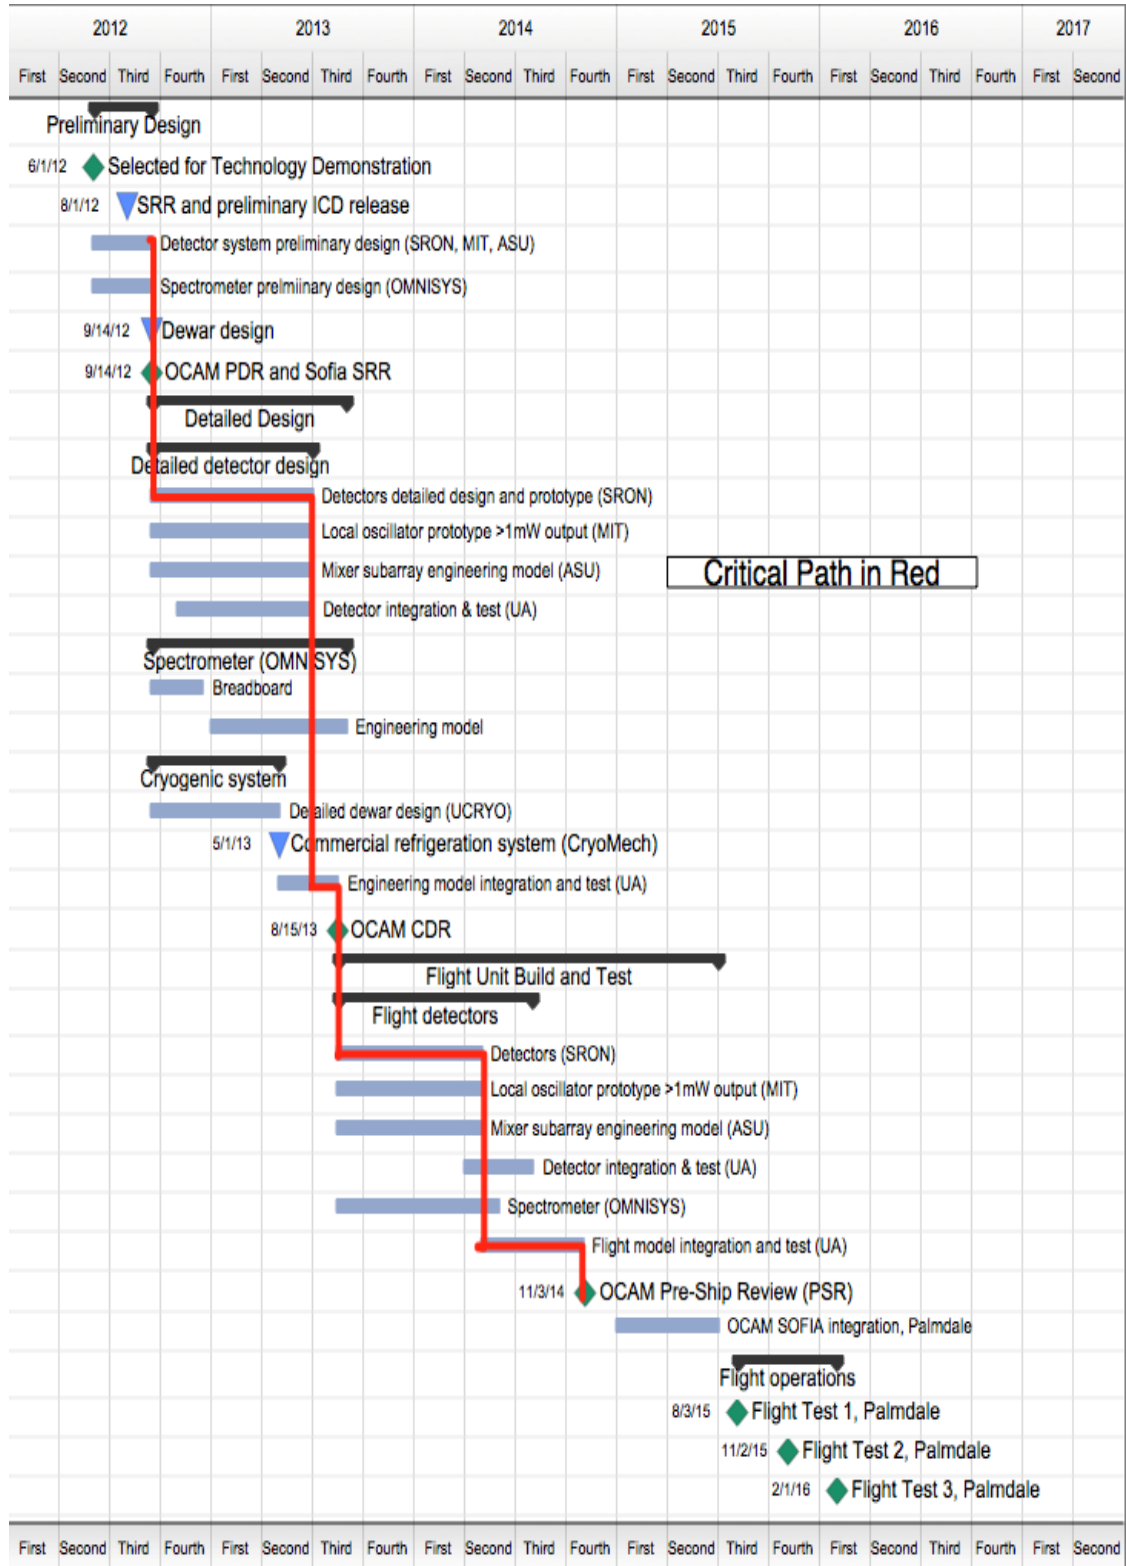 2012 2013 2014 2015 2016 2017
First Second Third Fourth First Second Third Fourth First Second Third Fourth First Second Third Fourth First Second Third Fourth First Second
Preliminary Design
6/1/12 Selected for Technology Demonstration
8/1/12 SRR and preliminary ICD release
Detector system preliminary design (SRON, MIT, ASU)
Spectrometer prelmiinary design (OMNISYS)
9/14/12 Dewar design
9/14/12 OCAM PDR and Sofia SRR
Detailed Design
Detailed detector design
Detectors detailed design and prototype (SRON)
Local oscillator prototype >1mW output (MIT)
Mixer subarray engineering model (ASU)
Critical Path in Red
Detector integration & test (UA)
Spectrometer (OMNISYS)
Breadboard
Engineering model
Cryogenic system
Detailed dewar design (UCRYO)
5/1/13 Commercial refrigeration system (CryoMech)
Engineering model integration and test (UA)
8/15/13 OCAM CDR
Flight Unit Build and Test
Flight detectors
Detectors (SRON)
Local oscillator prototype >1mW output (MIT)
Mixer subarray engineering model (ASU)
Detector integration & test (UA)
Spectrometer (OMNISYS)
Flight model integration and test (UA)
11/3/14 OCAM Pre-Ship Review (PSR)
OCAM SOFIA integration, Palmdale
Flight operations
8/3/15 Flight Test 1, Palmdale
11/2/15 Flight Test 2, Palmdale
2/1/16 Flight Test 3, Palmdale
First Second Third Fourth First Second Third Fourth First Second Third Fourth First Second Third Fourth First Second Third Fourth First Second